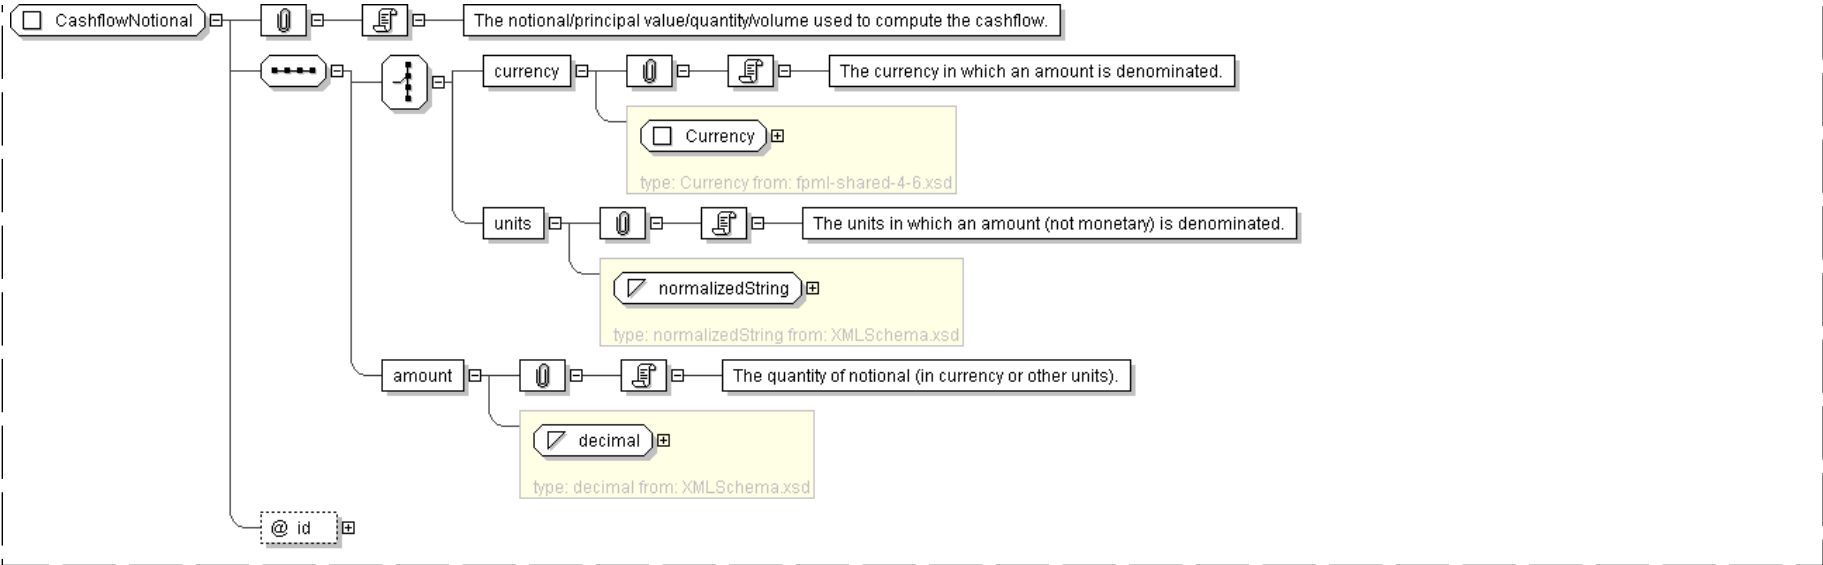 CashflowNotional
The notional/principal value/quantity/volume used to compute the cashflow.
currency
The currency in which an amount is denominated.
Currency
type: Currency from: fpml-shared-4-6.xsd
units
The units in which an amount (not monetary) is denominated.
normalizedString
type: normalizedString from: XMLSchema.xsd
amount
The quantity of notional (in currency or other units).
decimal
type: decimal from: XMLSchema.xsd
@ id